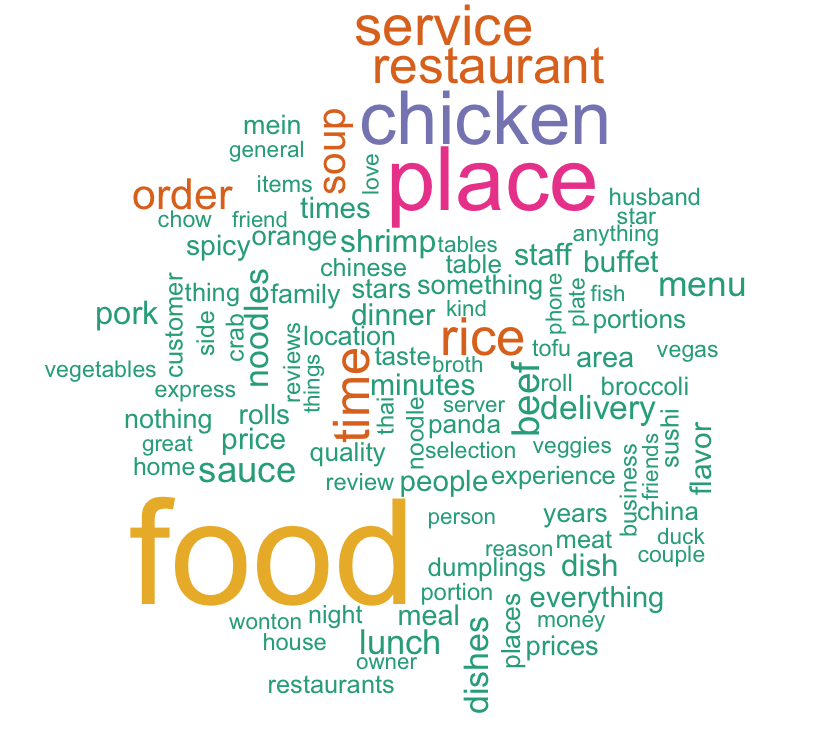 service
restaurant
chicken
mein
soup
general
place
love
items
order
husband
times
chow
friend
star
anything
orange
shrimp
spicy
tables
staff
buffet
chinese
table
menu
customer
thing
noodles
family
stars
something
phone
plate
fish
pork
side
crab
dinner
kind
portions
location
rice
reviews
taste
tofu
area
vegas
vegetables
things
time
broth
express
minutes
beef
roll
broccoli
thai
noodle
server
delivery
nothing
rolls
panda
sushi
great
price
quality
selection
veggies
flavor
home
sauce
review
people
experience
business
friends
food
person
years
china
reason
meat
duck
couple
dumplings
dish
portion
everything
wonton
night
meal
places
money
house
lunch
dishes
prices
owner
restaurants